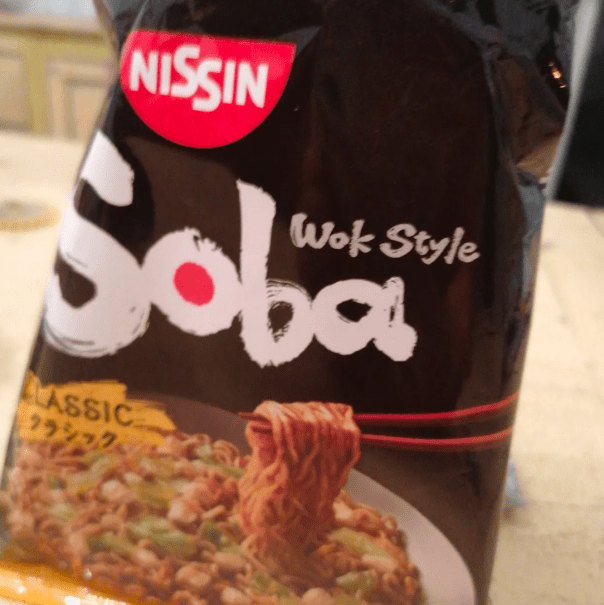 NISSIN
Soba
Wok Style
CLASSIC
クラシック